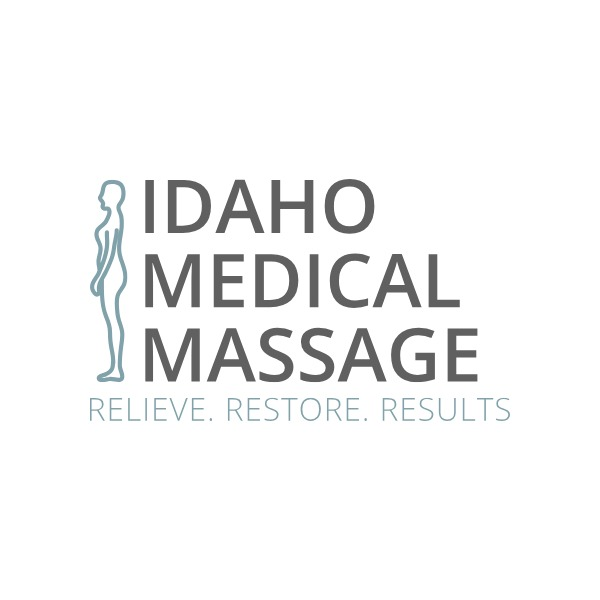 IDAHO
MEDICAL
MASSAGE
RELIEVE. RESTORE. RESULTS